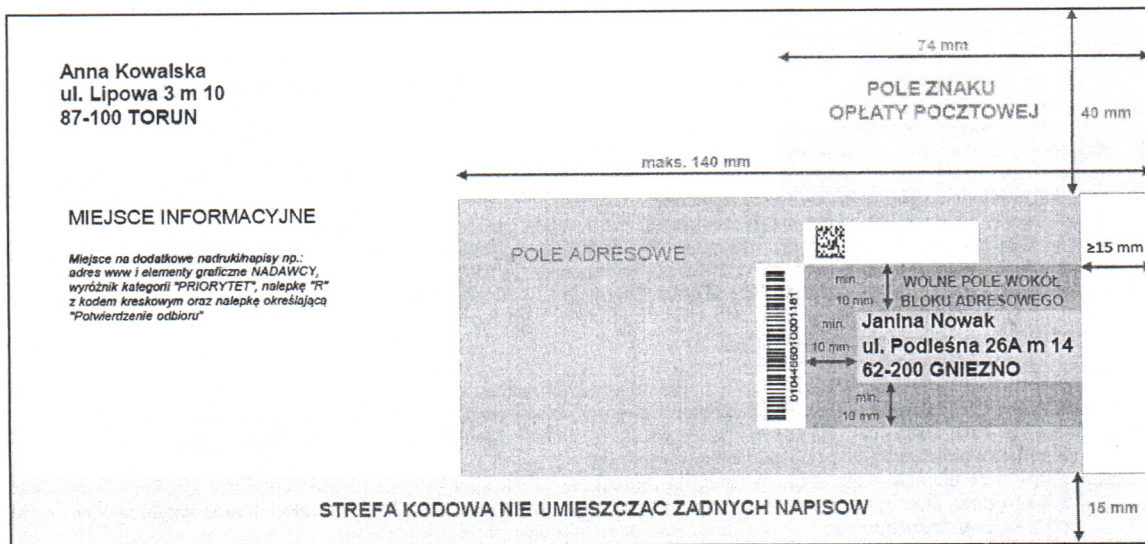 Anna Kowalska
ul. Lipowa 3 m 10
87-100 TORUN
74 mm
POLE ZNAKU
OPŁATY POCZTOWEJ
40 mm
maks. 140 mm
MIEJSCE INFORMACYJNE
Miejsce na dodatkowe nadruki/napisy np.:
adres www i elementy graficzne NADAWCY,
wyróżnik kategorii "PRIORYTET", nalepkę "R"
z kodem kreskowym oraz nalepkę określającą
"Potwierdzenie odbioru"
POLE ADRESOWE
≥15 mm
min.
10 mm
WOLNE POLE WOKÓŁ
BLOKU ADRESOWEGO
min.
10 mm
Janina Nowak
ul. Podleśna 26A m 14
62-200 GNIEZNO
min.
10 mm
STREFA KODOWA NIE UMIESZCZAC ŻADNYCH NAPISÓW
15 mm